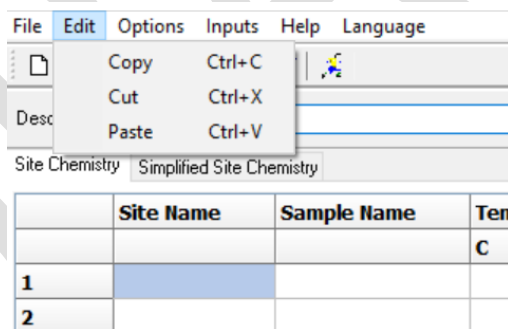 File Edit Options Inputs Help Language
Copy Ctrl+C
Cut Ctrl+X
Paste Ctrl+V
Site Chemistry Simplified Site Chemistry
Site Name Sample Name
C
1
2